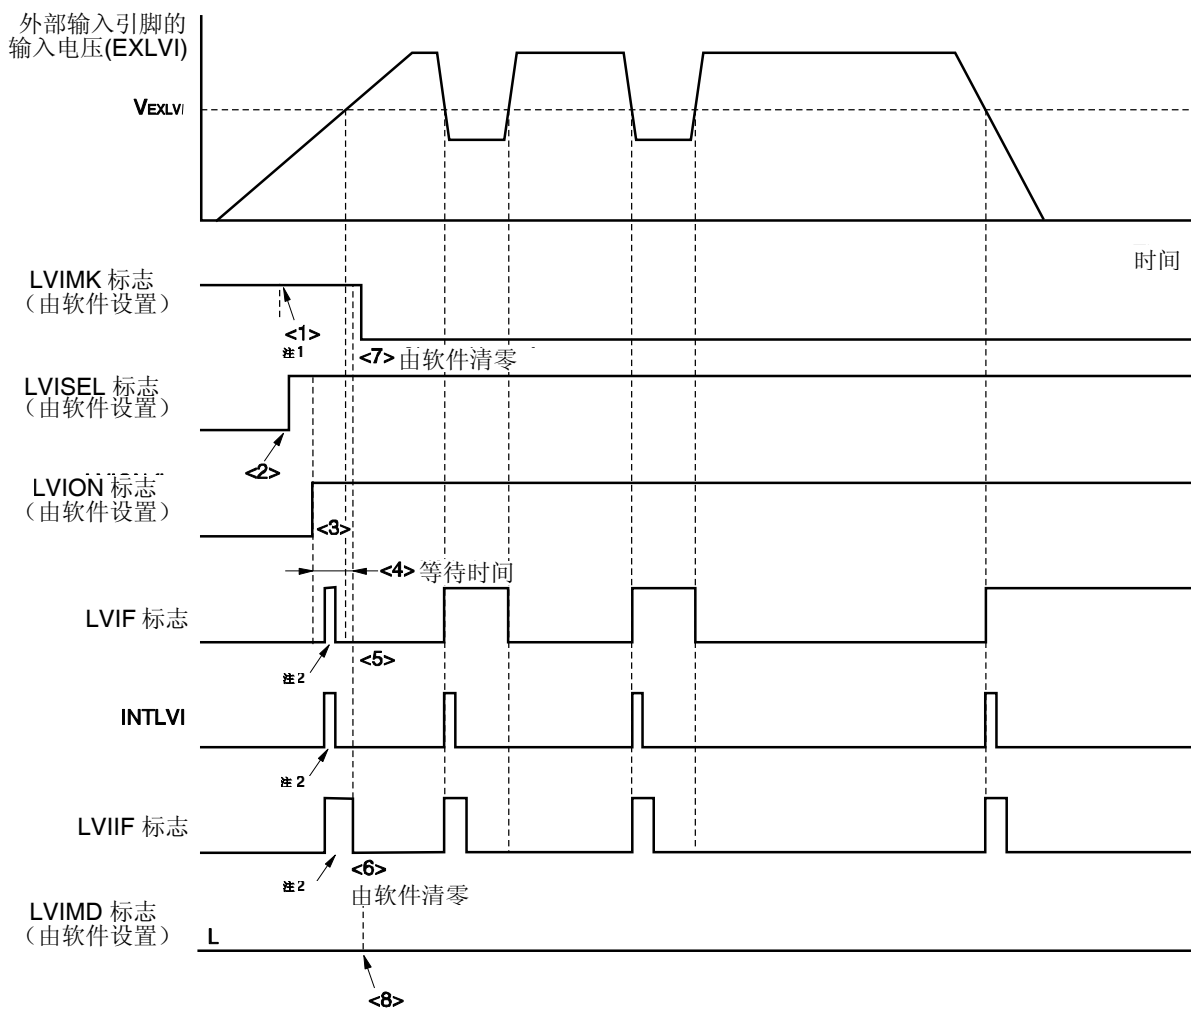 外部输入引脚的
输入电压(EXLVI)
VEXLVI
时间
LVIMK 标志
（由软件设置）
<1>
注1
<7> 由软件清零
LVISEL 标志
（由软件设置）
<2>
LVION 标志
（由软件设置）
<3>
<4> 等待时间
LVIF 标志
<5>
注2
INTLVI
注2
LVIIF 标志
<6>
注2
由软件清零
LVIMD 标志
（由软件设置）
L
<8>